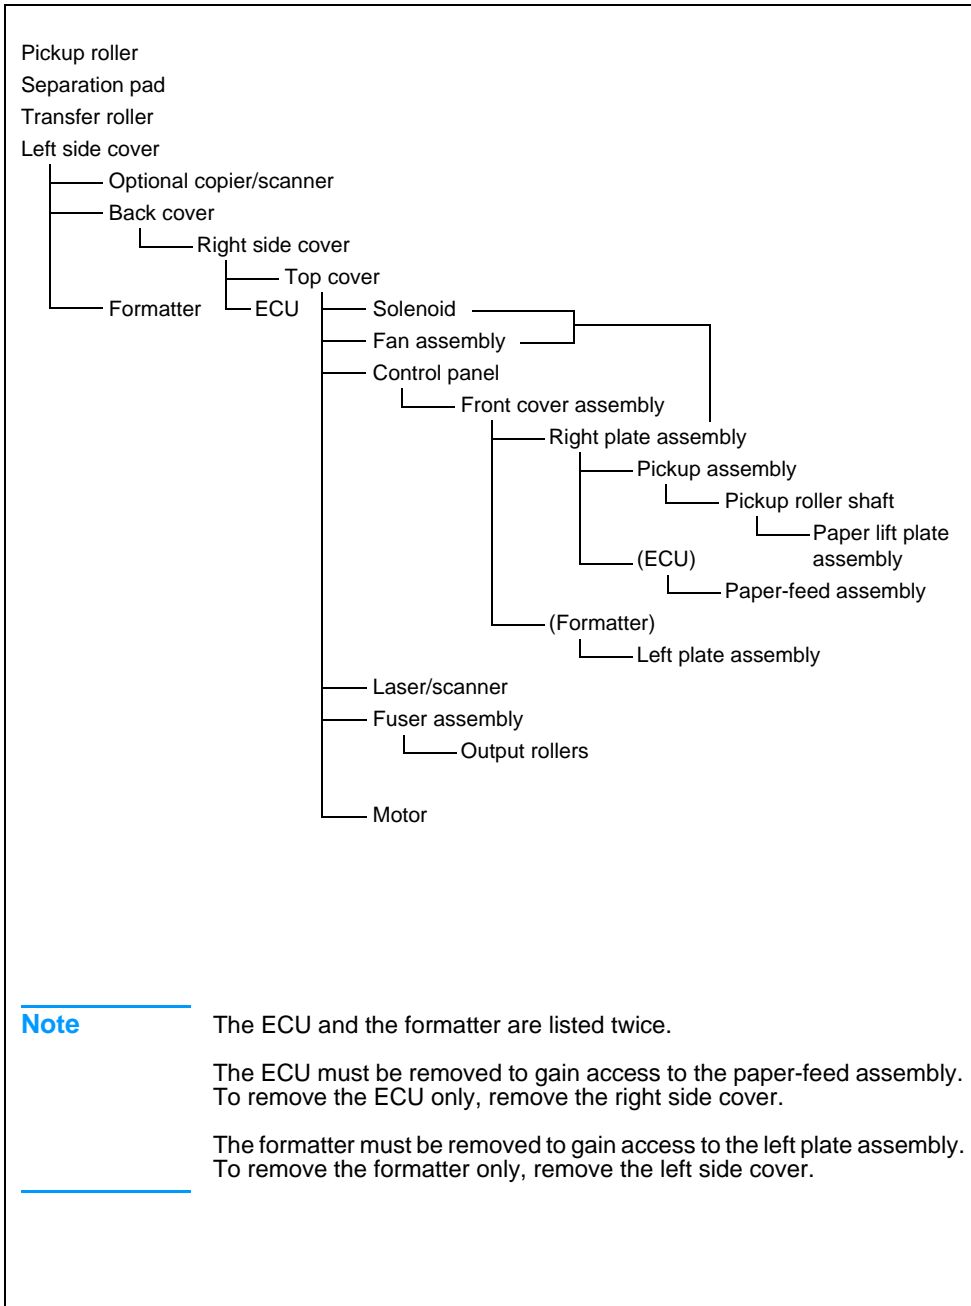 Pickup roller
Separation pad
Transfer roller
Left side cover
Optional copier/scanner
Back cover
Right side cover
Top cover
Formatter
ECU
Solenoid
Fan assembly
Control panel
Front cover assembly
Right plate assembly
Pickup assembly
Pickup roller shaft
Paper lift plate
assembly
(ECU)
Paper-feed assembly
(Formatter)
Left plate assembly
Laser/scanner
Fuser assembly
Output rollers
Motor
Note
The ECU and the formatter are listed twice.
The ECU must be removed to gain access to the paper-feed assembly.
To remove the ECU only, remove the right side cover.
The formatter must be removed to gain access to the left plate assembly.
To remove the formatter only, remove the left side cover.